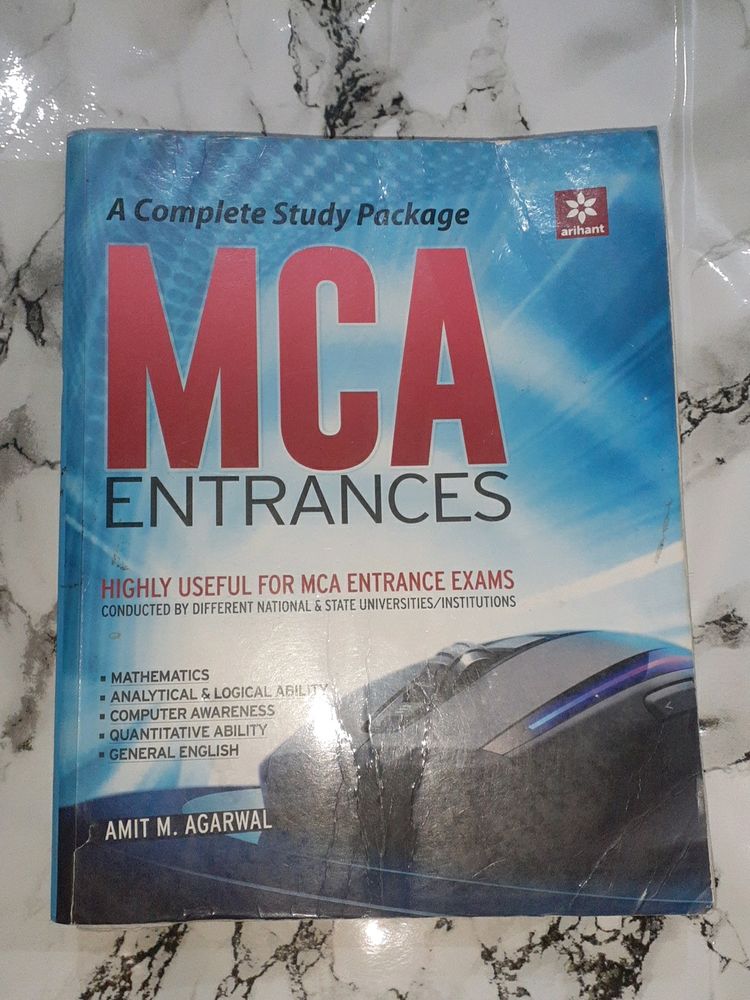 A Complete Study Package
arihant
MCA
ENTRANCES
HIGHLY USEFUL FOR MCA ENTRANCE EXAMS
CONDUCTED BY DIFFERENT NATIONAL & STATE UNIVERSITIES/INSTITUTIONS
▪ MATHEMATICS
▪ ANALYTICAL & LOGICAL ABILITY
▪ COMPUTER AWARENESS
▪ QUANTITATIVE ABILITY
▪ GENERAL ENGLISH
AMIT M. AGARWAL